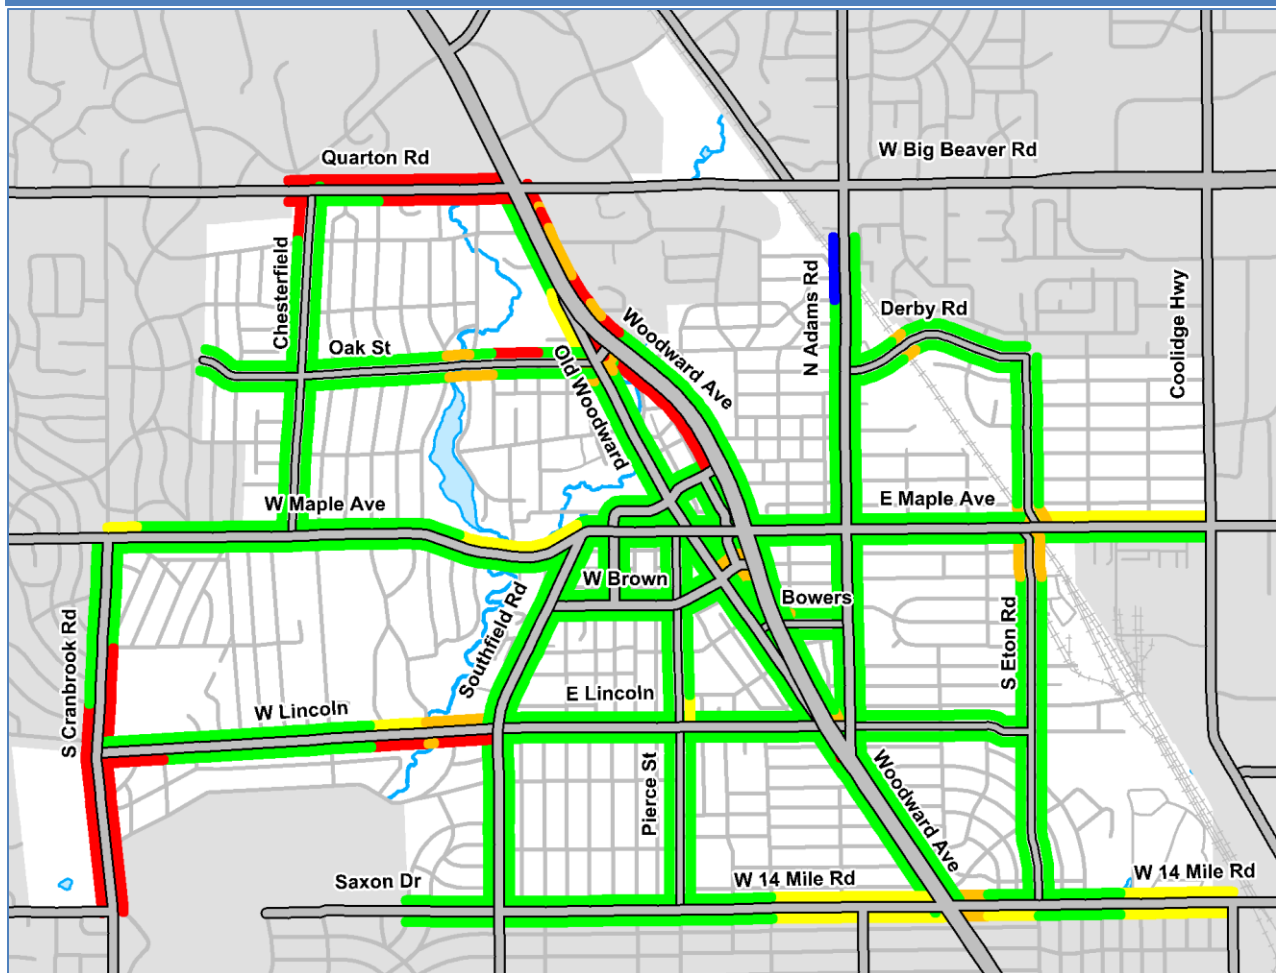 W Big Beaver Rd
Quarton Rd
Chesterfield
N Adams Rd
Coolidge Hwy
Derby Rd
Woodward Ave
Oak St
Old Woodward
W Maple Ave
E Maple Ave
W Brown
Bowers
Southfield Rd
S Cranbrook Rd
S Eton Rd
E Lincoln
W Lincoln
Pierce St
Woodward Ave
Saxon Dr
W 14 Mile Rd
W 14 Mile Rd